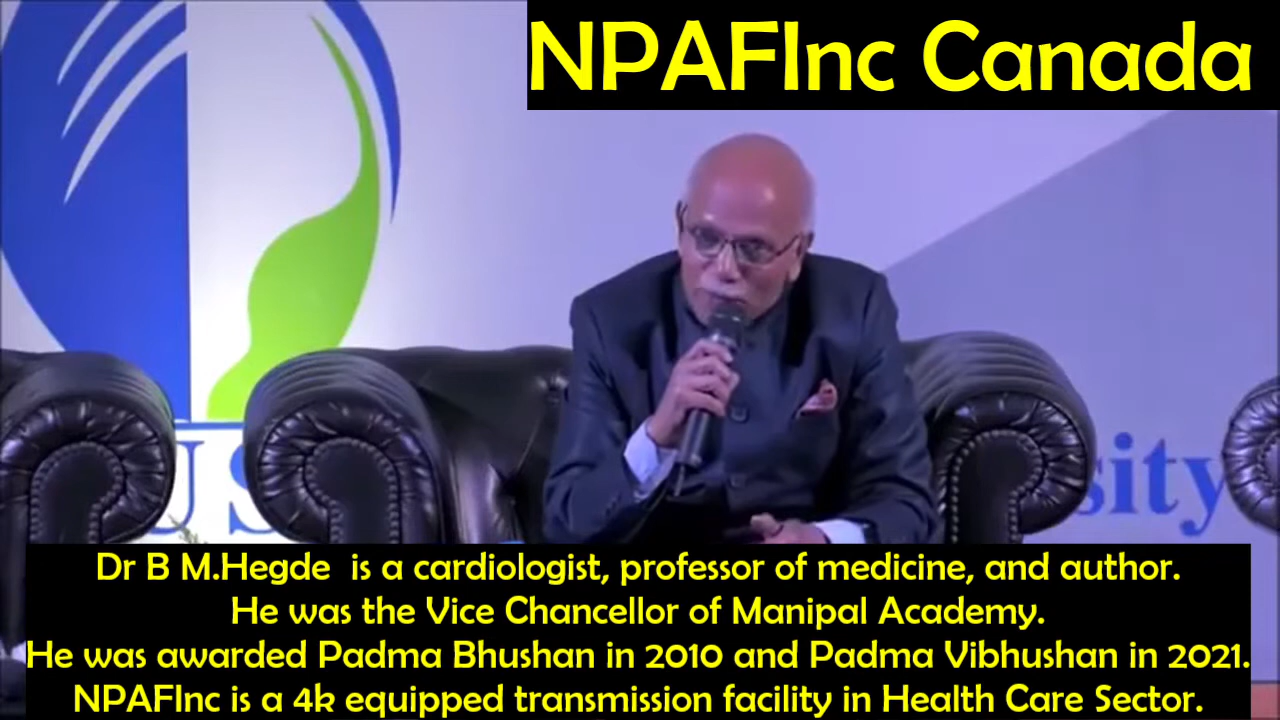 NPAFInc Canada
US
sity
Dr B M.Hegde is a cardiologist, professor of medicine, and author.
He was the Vice Chancellor of Manipal Academy.
He was awarded Padma Bhushan in 2010 and Padma Vibhushan in 2021.
NPAFInc is a 4k equipped transmission facility in Health Care Sector.